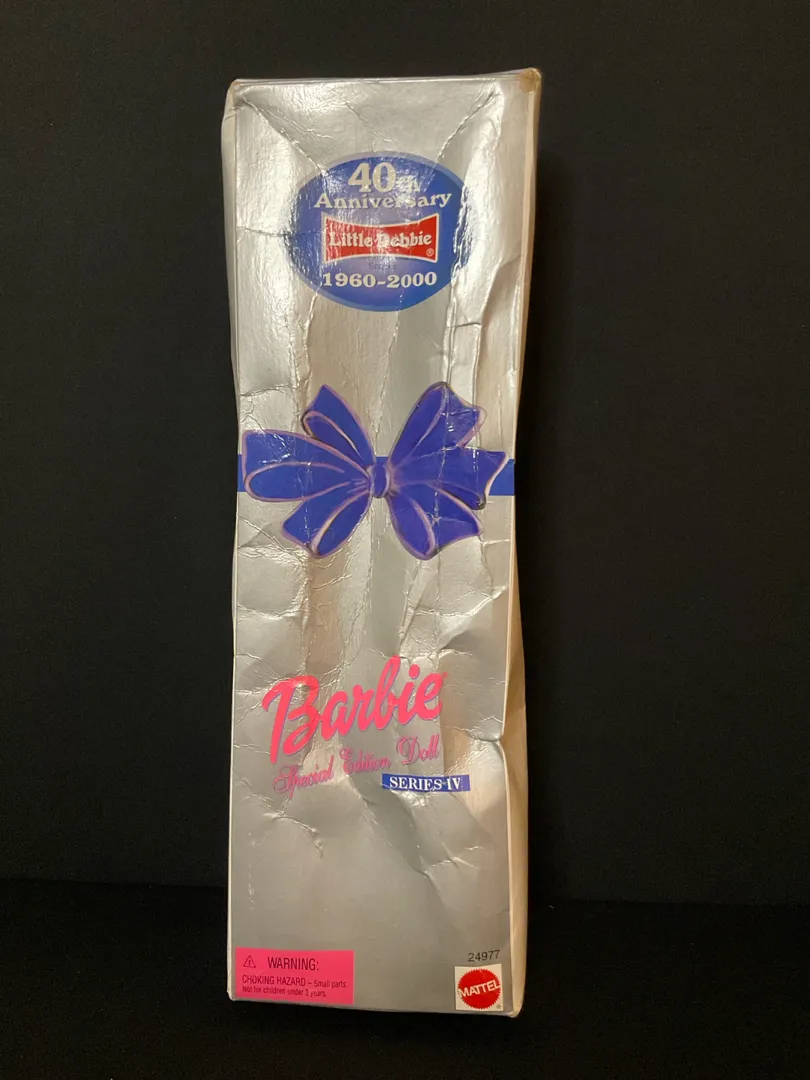 40th
Anniversary
Little Debbie
®
1960-2000
Barbie
Special Edition Doll
SERIES IV
24977
⚠ WARNING:
CHOKING HAZARD – Small parts.
Not for children under 3 years.
MATTEL